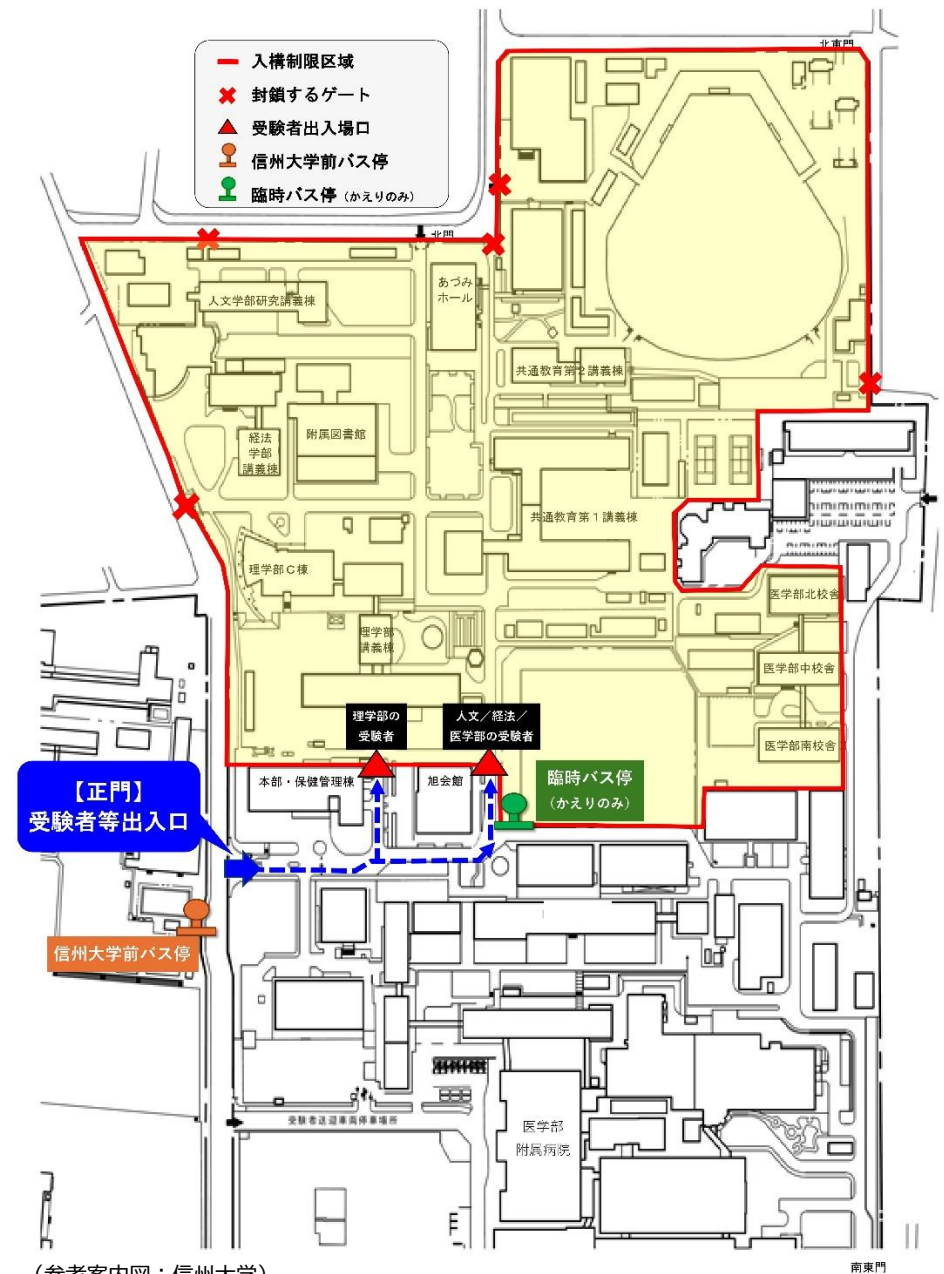 北東門
入構制限区域
封鎖するゲート
受験者出入場口
信州大学前バス停
臨時バス停（かえりのみ）
北門
あづみ
ホール
人文学部研究講義棟
共通教育第2講義棟
経法
学部
講義棟
附属図書館
共通教育第１講義棟
理学部Ｃ棟
医学部北校舎
理学部
講義棟
医学部中校舎
理学部の
受験者
人文／経法／
医学部の受験者
医学部南校舎
【正門】
受験者等出入口
本部・保健管理棟
旭会館
臨時バス停
（かえりのみ）
信州大学前バス停
受験者送迎車両停車場所
医学部
附属病院
（参考案内図：信州大学）
南東門